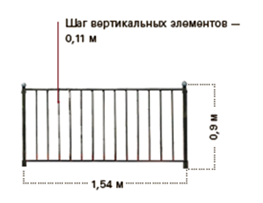 Шаг вертикальных элементов —
0,11 м
0,9 м
1,54 м